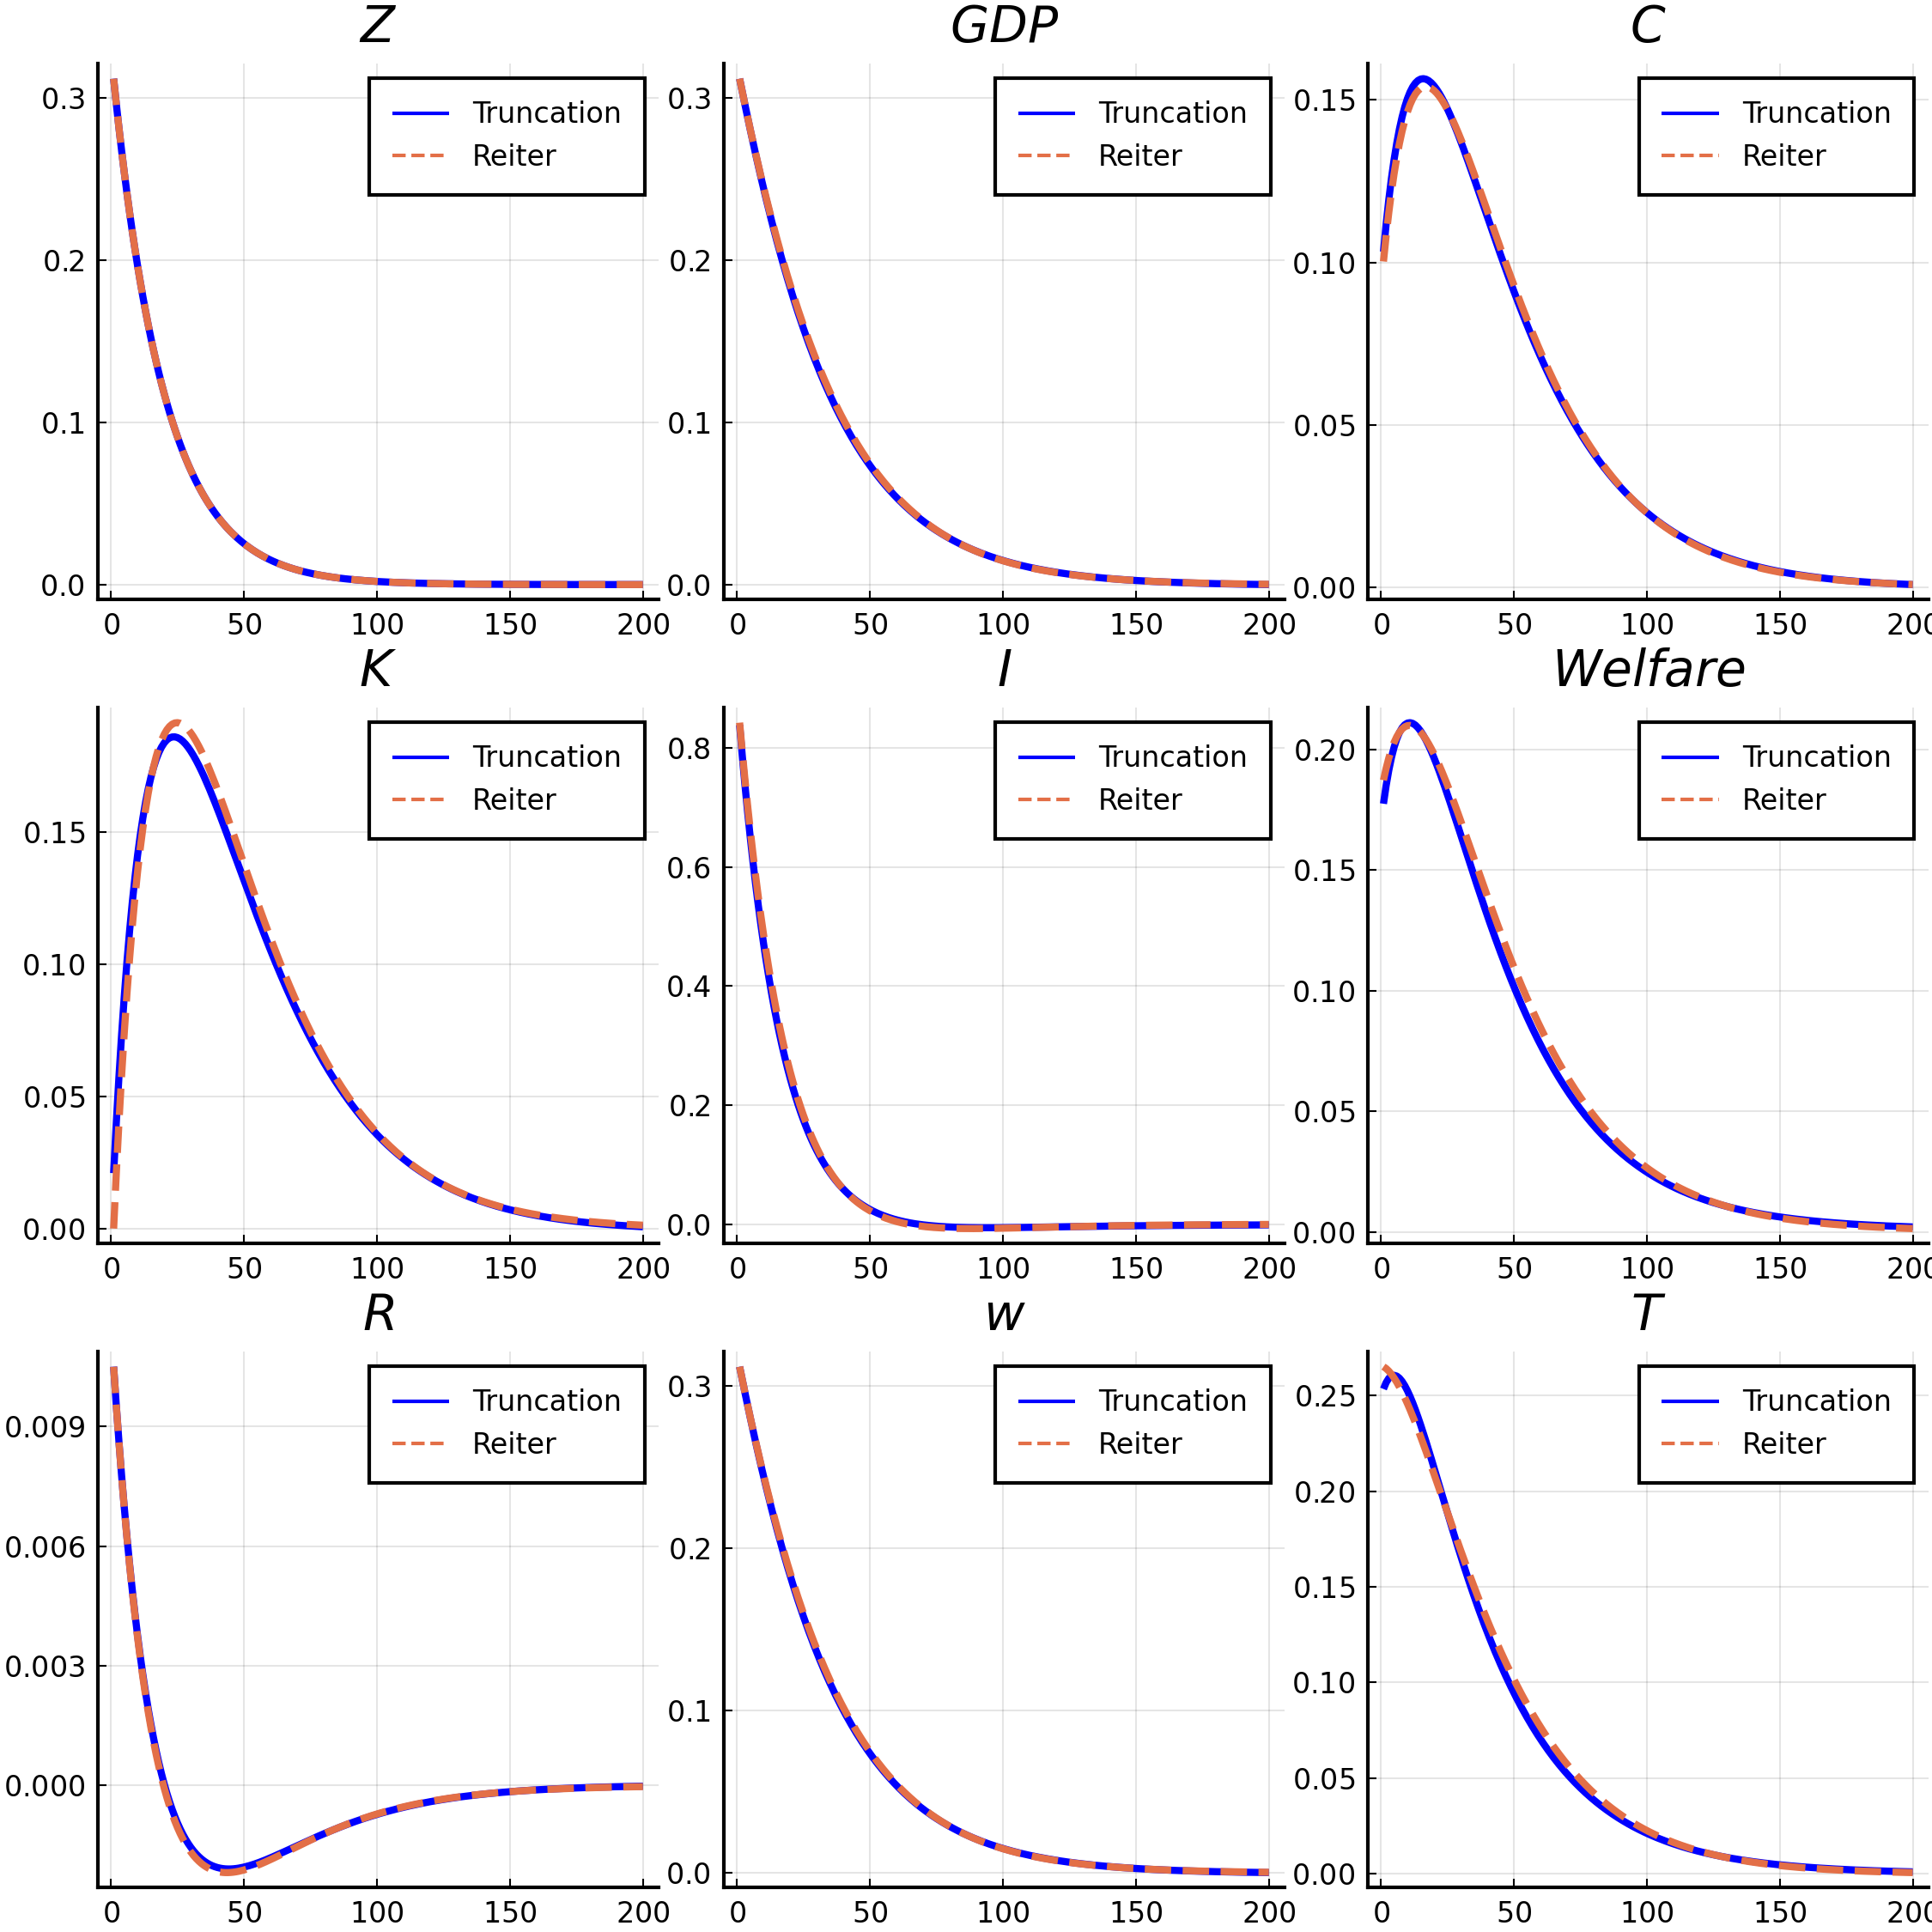 Z GDP C
Truncation Truncation Truncation
Reiter Reiter Reiter
0.3 0.3 0.15
0.2 0.2 0.10
0.1 0.1 0.05
0.0 0.0 0.00
0 50 100 150 200 0 50 100 150 200 0 50 100 150 200
K I Welfare
Truncation Truncation Truncation
Reiter Reiter Reiter
0.15 0.8 0.20
0.10 0.6 0.15
0.05 0.4 0.10
0.00 0.2 0.05
0.0 0.00
0 50 100 150 200 0 50 100 150 200 0 50 100 150 200
R w T
Truncation Truncation Truncation
Reiter Reiter Reiter
0.009 0.3 0.25
0.006 0.2 0.20
0.003 0.1 0.15
0.000 0.0 0.10
0.05
0.00
0 50 100 150 200 0 50 100 150 200 0 50 100 150 200